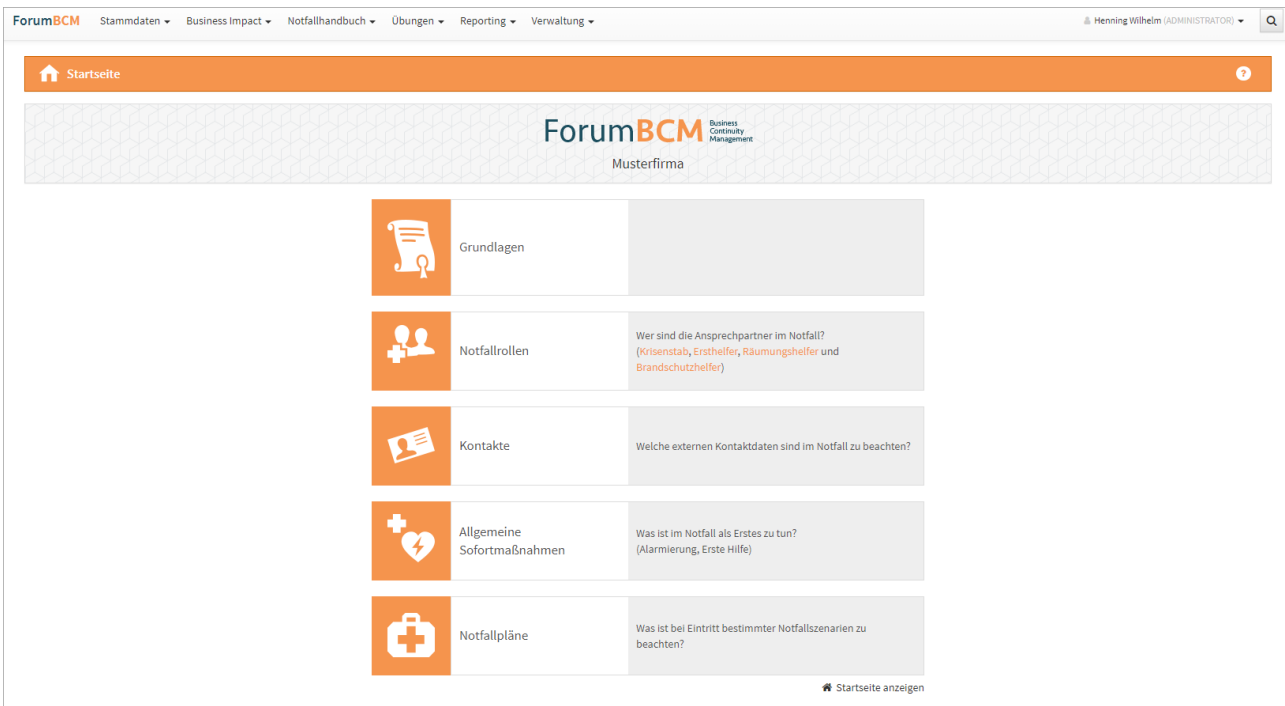 ForumBCM Stammdaten Business Impact Notfallhandbuch Übungen Reporting Verwaltung Henning Wilhelm (ADMINISTRATOR)
Startseite ?
ForumBCM Business
Continuity
Management
Musterfirma
Grundlagen
Notfallrollen
Wer sind die Ansprechpartner im Notfall?
(Krisenstab, Ersthelfer, Räumungshelfer und
Brandschutzhelfer)
Kontakte
Welche externen Kontaktdaten sind im Notfall zu beachten?
Allgemeine
Sofortmaßnahmen
Was ist im Notfall als Erstes zu tun?
(Alarmierung, Erste Hilfe)
Notfallpläne
Was ist bei Eintritt bestimmter Notfallszenarien zu
beachten?
Startseite anzeigen